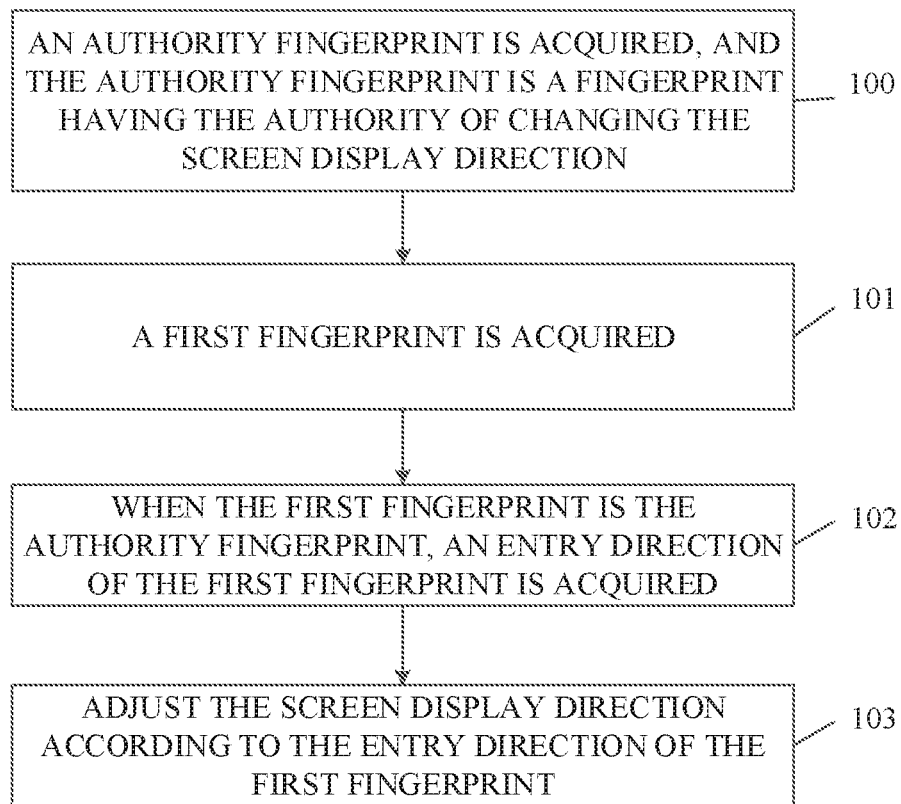 AN AUTHORITY FINGERPRINT IS ACQUIRED, AND
THE AUTHORITY FINGERPRINT IS A FINGERPRINT
HAVING THE AUTHORITY OF CHANGING THE
SCREEN DISPLAY DIRECTION
100
A FIRST FINGERPRINT IS ACQUIRED
101
WHEN THE FIRST FINGERPRINT IS THE
AUTHORITY FINGERPRINT, AN ENTRY DIRECTION
OF THE FIRST FINGERPRINT IS ACQUIRED
102
ADJUST THE SCREEN DISPLAY DIRECTION
ACCORDING TO THE ENTRY DIRECTION OF THE
FIRST FINGERPRINT
103